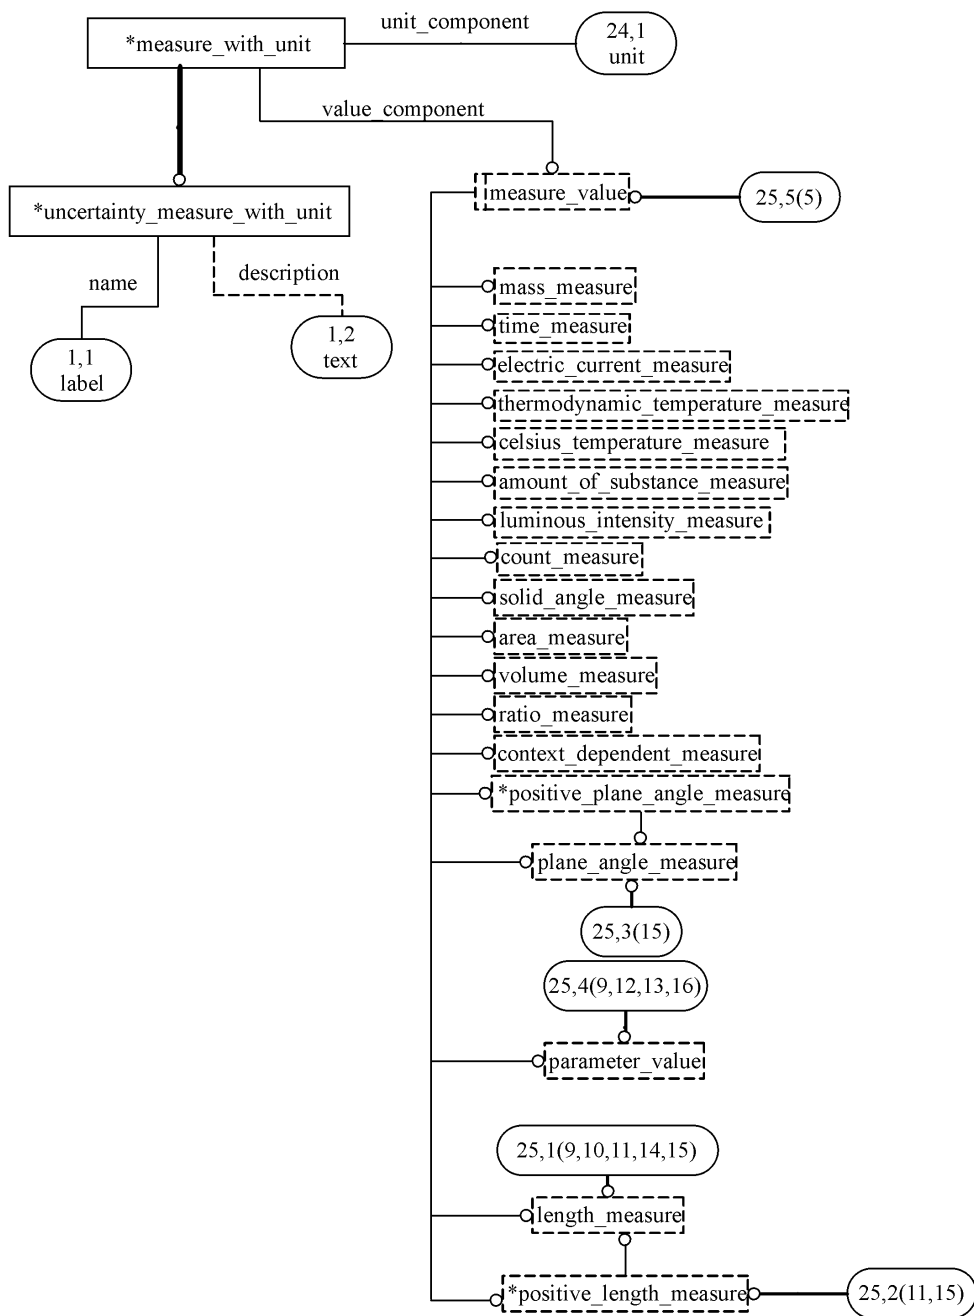 unit_component
*measure_with_unit
24,1
unit
value_component
measure_value
25,5(5)
*uncertainty_measure_with_unit
name
description
1,1
label
1,2
text
mass_measure
time_measure
electric_current_measure
thermodynamic_temperature_measure
celsius_temperature_measure
amount_of_substance_measure
luminous_intensity_measure
count_measure
solid_angle_measure
area_measure
volume_measure
ratio_measure
context_dependent_measure
*positive_plane_angle_measure
plane_angle_measure
25,3(15)
25,4(9,12,13,16)
parameter_value
25,1(9,10,11,14,15)
length_measure
*positive_length_measure
25,2(11,15)